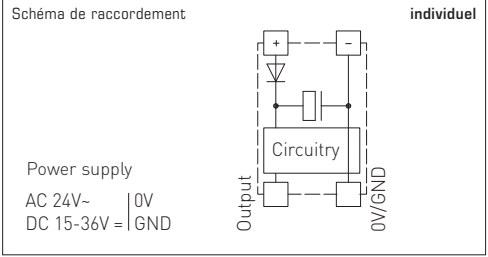 Schéma de raccordement
individuel
+ −
Circuitry
Power supply
AC 24V~ | 0V
DC 15-36V = | GND
Output
0V/GND